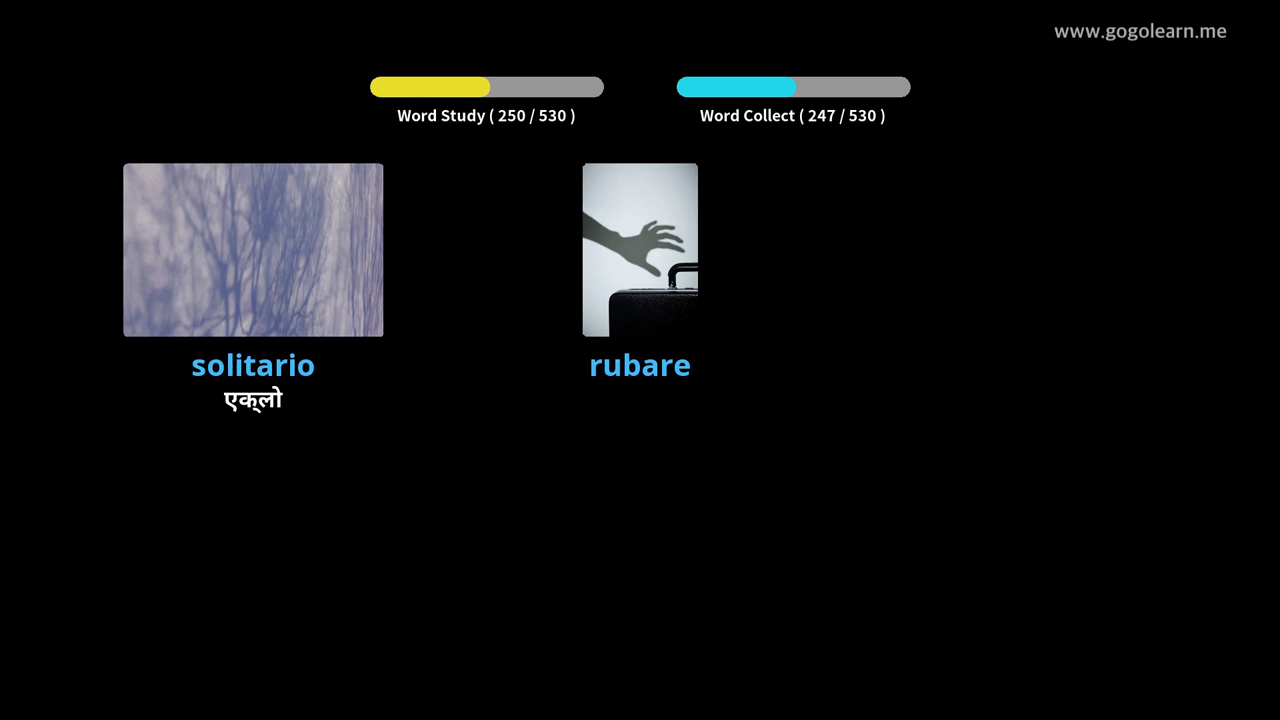 www.gogolearn.me
Word Study ( 250 / 530 )
Word Collect ( 247 / 530 )
solitario
एक्लो
rubare